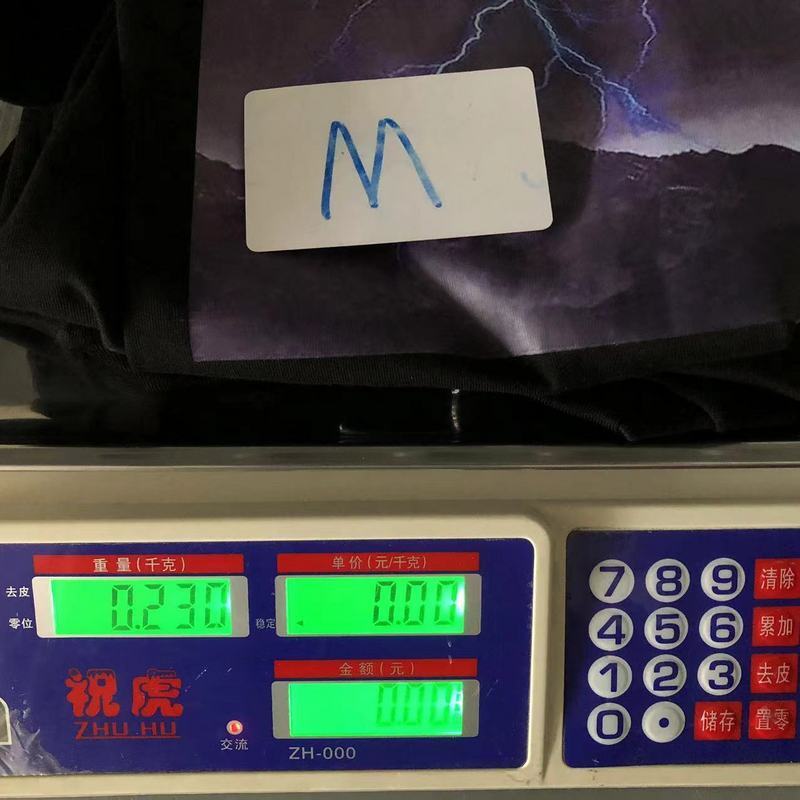 M
重量(千克)
单价(元/千克)
去皮
零位
0.230
稳定
0.00
金额(元)
0.00
祝虎
ZHU.HU
交流
ZH-000
7 8 9 清除
4 5 6 累加
1 2 3 去皮
0 . 储存 置零